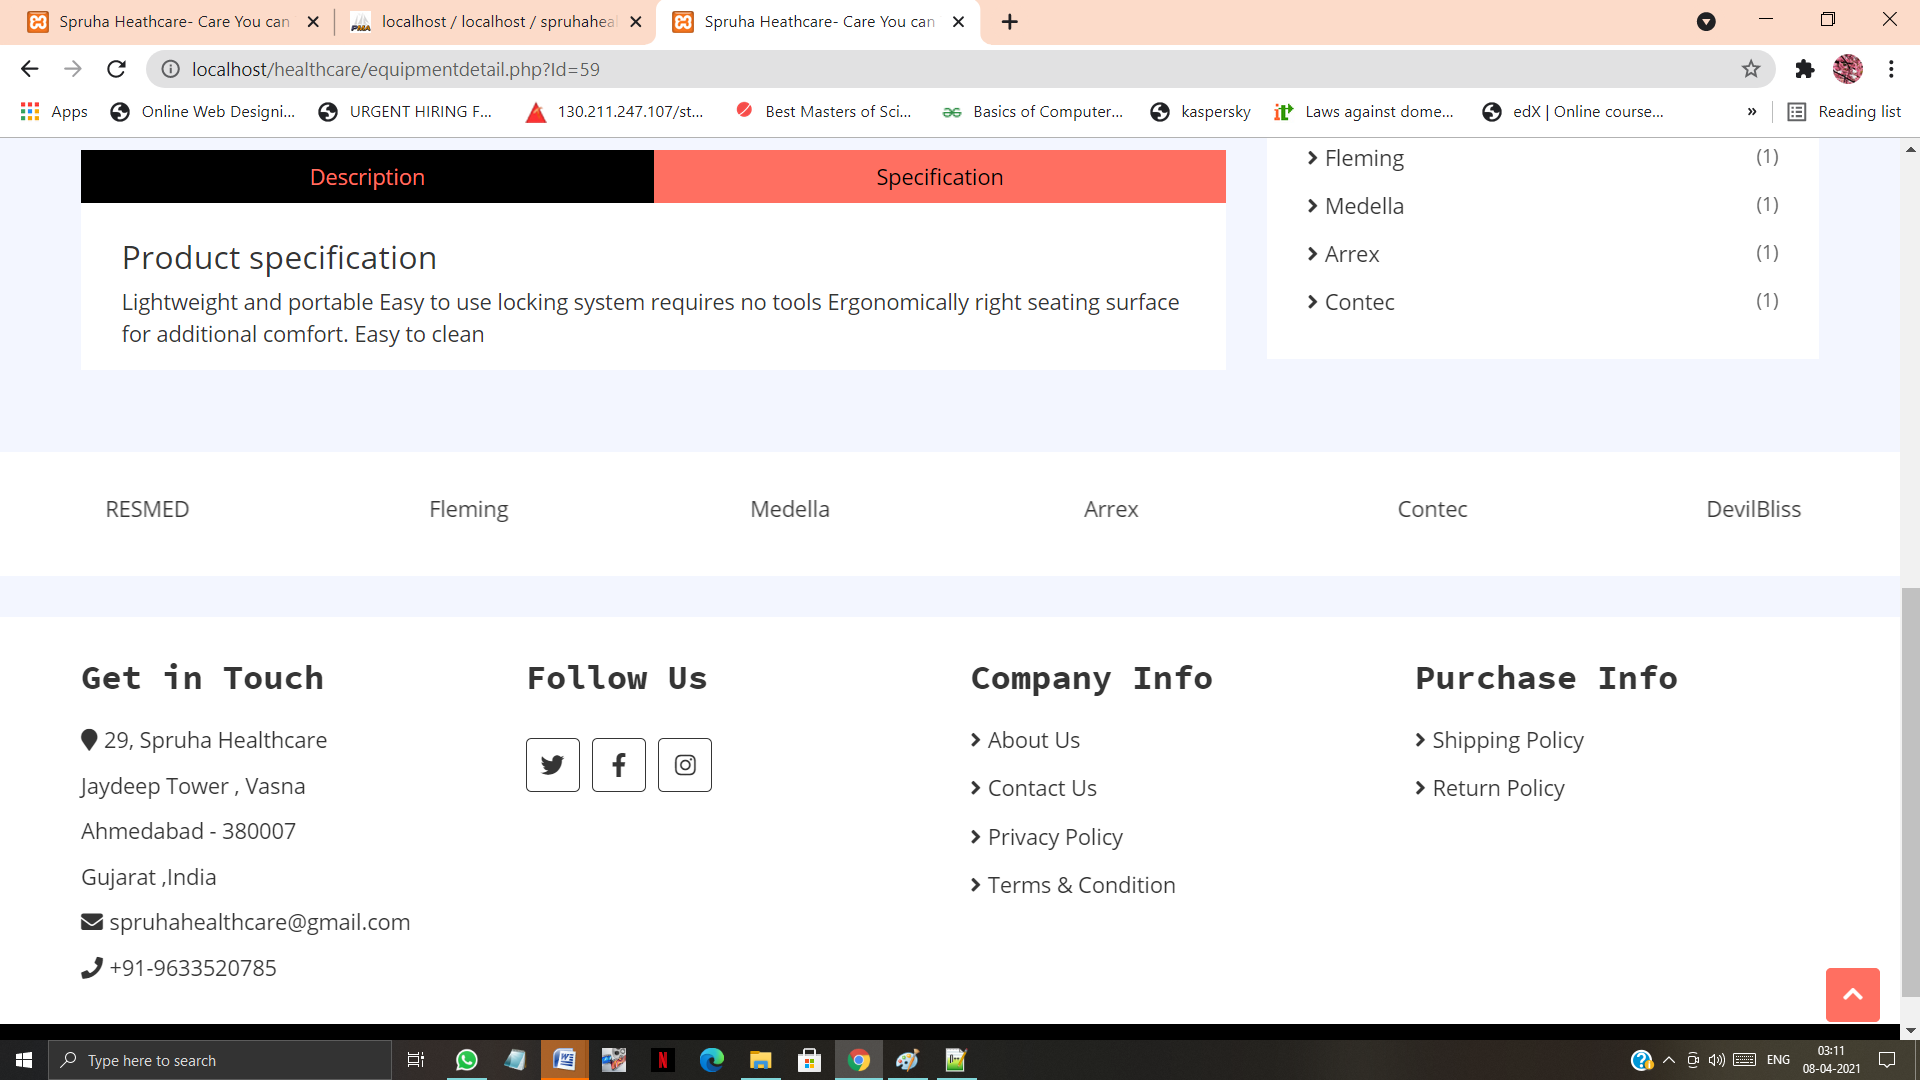 Spruha Heathcare- Care You can
localhost / localhost / spruhaheal
Spruha Heathcare- Care You can
localhost/healthcare/equipmentdetail.php?Id=59
Apps
Online Web Designi...
URGENT HIRING F...
130.211.247.107/st...
Best Masters of Sci...
Basics of Computer...
kaspersky
Laws against dome...
edX | Online course...
»
Reading list
Description
Specification
Product specification
Lightweight and portable Easy to use locking system requires no tools Ergonomically right seating surface
for additional comfort. Easy to clean
Fleming (1)
Medella (1)
Arrex (1)
Contec (1)
RESMED
Fleming
Medella
Arrex
Contec
DevilBliss
Get in Touch
29, Spruha Healthcare
Jaydeep Tower , Vasna
Ahmedabad - 380007
Gujarat ,India
spruhahealthcare@gmail.com
+91-9633520785
Follow Us
Company Info
About Us
Contact Us
Privacy Policy
Terms & Condition
Purchase Info
Shipping Policy
Return Policy
Type here to search
ENG
03:11
08-04-2021